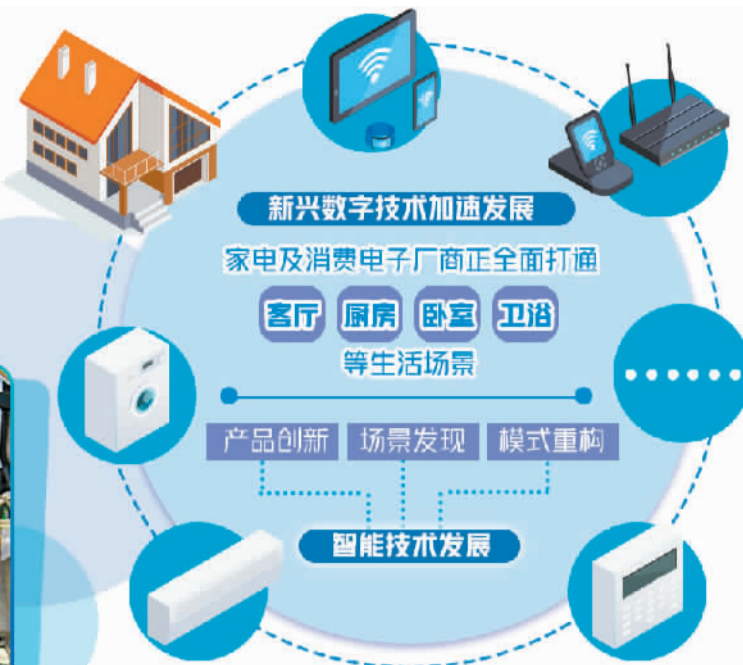 新兴数字技术加速发展
家电及消费电子厂商正全面打通
客厅 厨房 卧室 卫浴
等生活场景
产品创新 场景发现 模式重构
智能技术发展